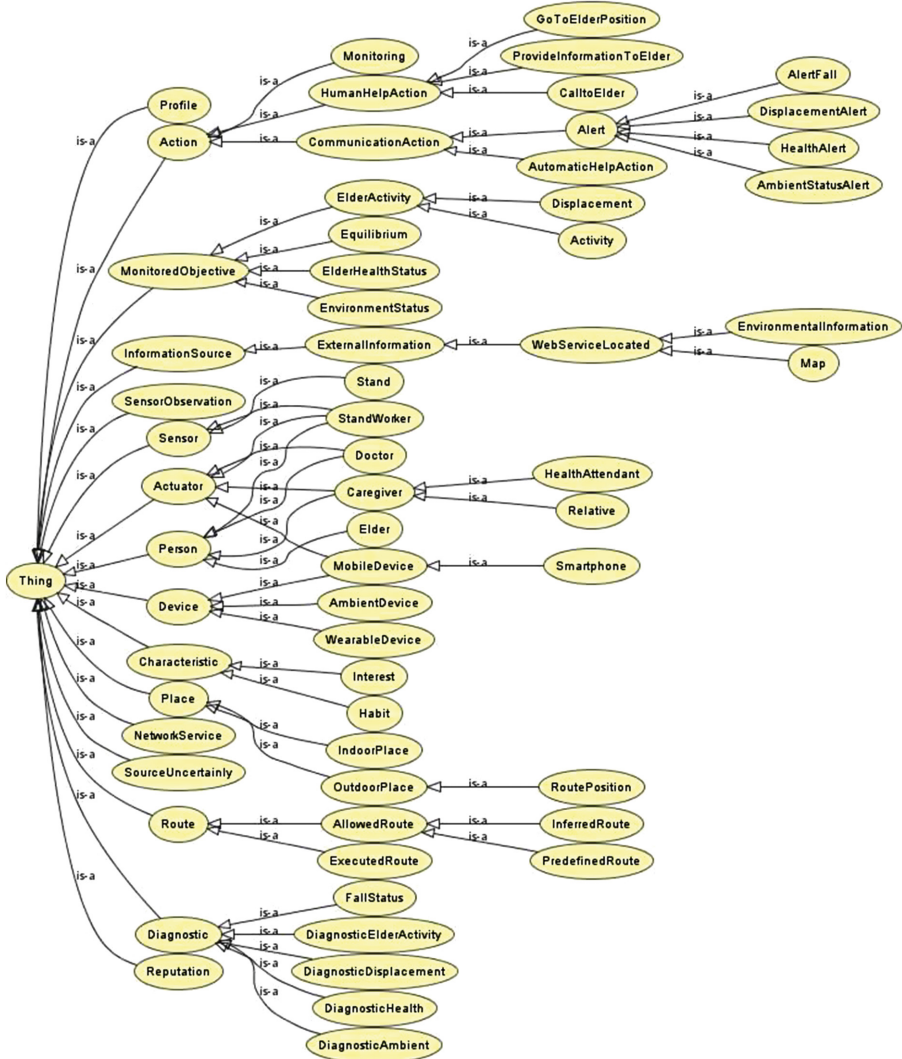 GoToElderPosition
Monitoring
is-a
ProvideInformationToElder
is-a
is-a
AlertFall
HumanHelpAction
is-a
CalltoElder
is-a
Profile
is-a
DisplacementAlert
is-a
Action
is-a
CommunicationAction
is-a
Alert
is-a
HealthAlert
is-a
is-a
AutomaticHelpAction
AmbientStatusAlert
ElderActivity
is-a
Displacement
is-a
is-a
Equilibrium
Activity
is-a
is-a
MonitoredObjective
is-a
ElderHealthStatus
is-a
EnvironmentStatus
is-a
EnvironmentalInformation
InformationSource
is-a
ExternalInformation
is-a
WebServiceLocated
is-a
Map
is-a
Stand
SensorObservation
is-a
is-a
StandWorker
is-a
Sensor
is-a
is-a
Doctor
is-a
is-a
HealthAttendant
Actuator
is-a
Caregiver
is-a
is-a
Relative
is-a
is-a
Elder
Person
is-a
is-a
MobileDevice
is-a
Smartphone
Thing
is-a
is-a
Device
is-a
AmbientDevice
is-a
is-a
WearableDevice
Characteristic
is-a
Interest
is-a
is-a
Place
Habit
is-a
NetworkService
is-a
IndoorPlace
is-a
is-a
SourceUncertainly
OutdoorPlace
is-a
RoutePosition
is-a
Route
is-a
AllowedRoute
is-a
InferredRoute
is-a
is-a
ExecutedRoute
PredefinedRoute
is-a
FallStatus
is-a
Diagnostic
is-a
DiagnosticElderActivity
is-a
Reputation
DiagnosticDisplacement
is-a
is-a
DiagnosticHealth
DiagnosticAmbient